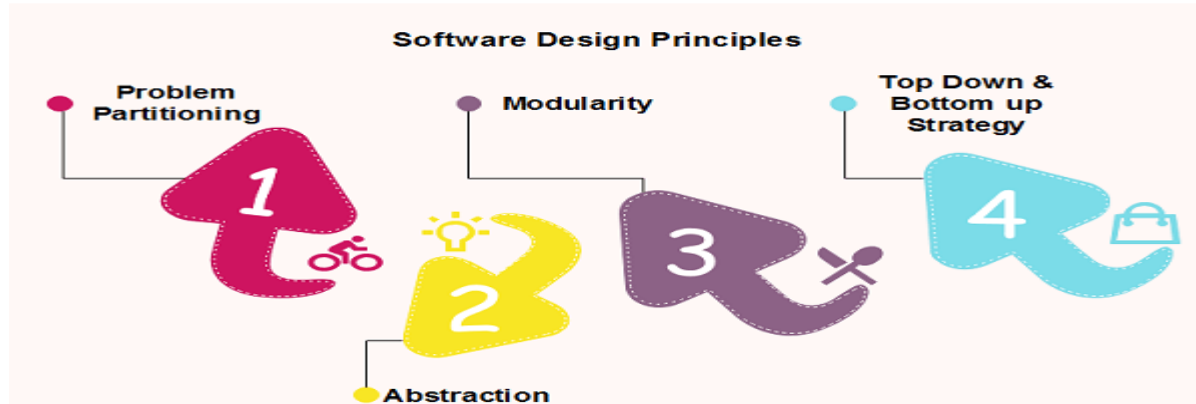 Software Design Principles
Problem
Partitioning
1
2
Abstraction
Modularity
3
Top Down &
Bottom up
Strategy
4